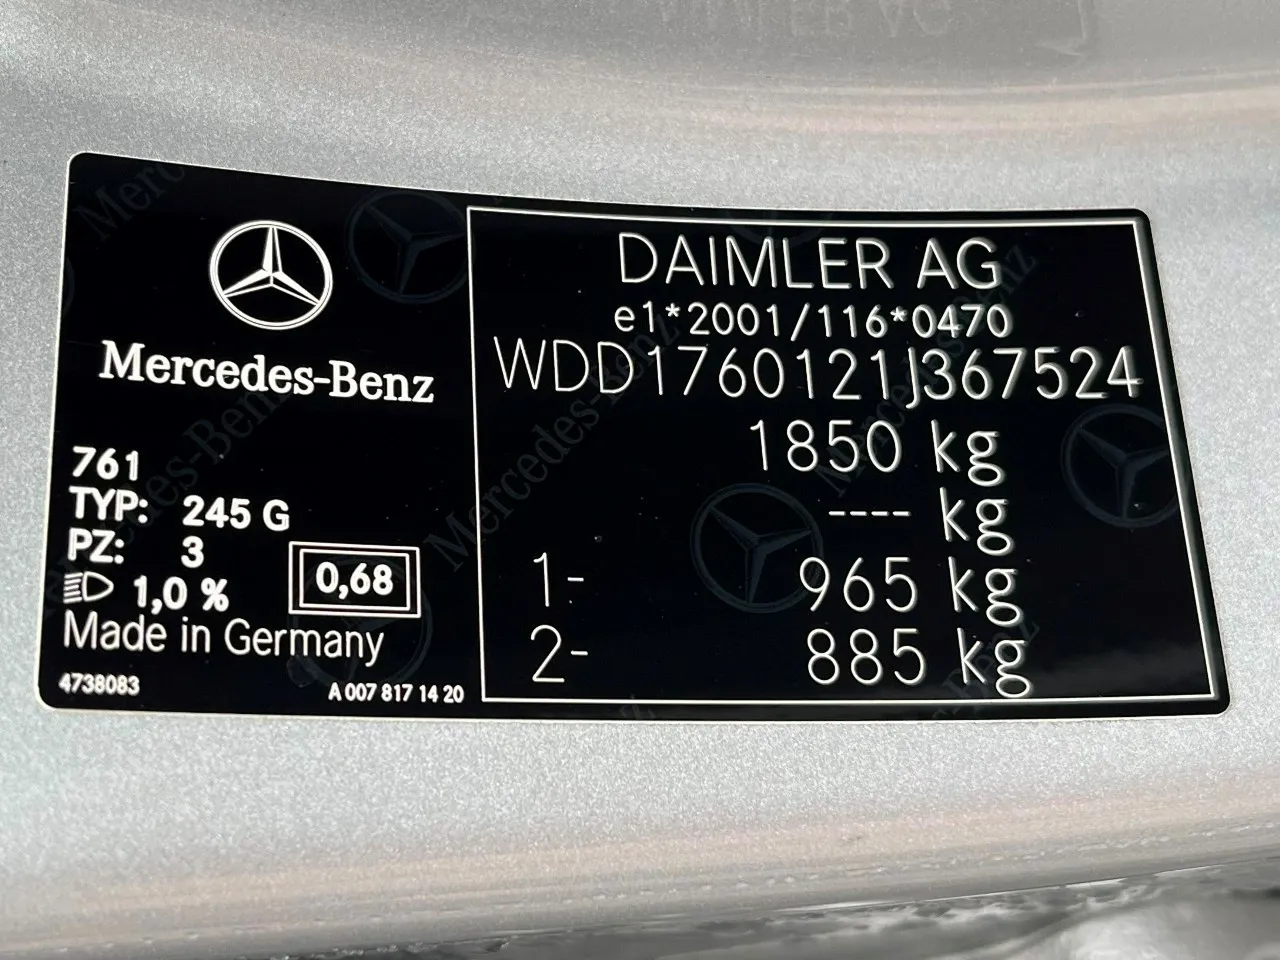 Mercedes-Benz
761
TYP: 245 G
PZ: 3
1,0 %
0,68
Made in Germany
4738083
A 007 817 14 20
DAIMLER AG
e1*2001/116*0470
WDD1760121J367524
1850 kg
---- kg
1- 965 kg
2- 885 kg